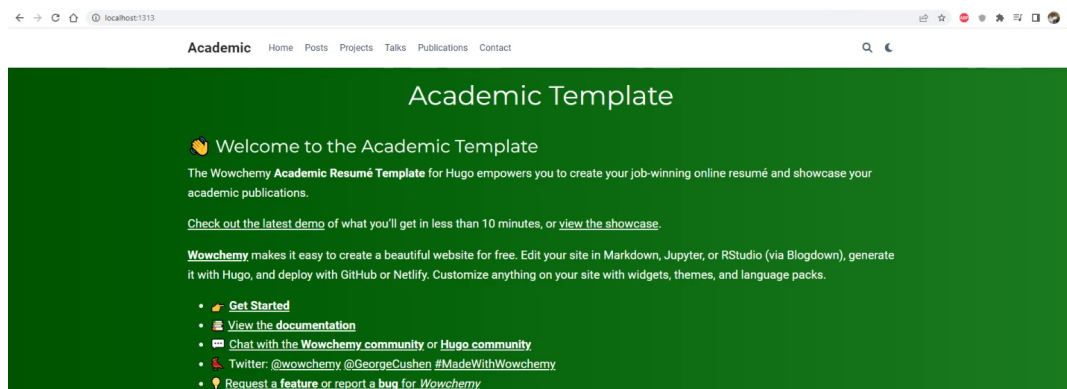 localhost:1313
Academic Home Posts Projects Talks Publications Contact
Academic Template
Welcome to the Academic Template
The Wowchemy Academic Resumé Template for Hugo empowers you to create your job-winning online resumé and showcase your
academic publications.
Check out the latest demo of what you'll get in less than 10 minutes, or view the showcase.
Wowchemy makes it easy to create a beautiful website for free. Edit your site in Markdown, Jupyter, or RStudio (via Blogdown), generate
it with Hugo, and deploy with GitHub or Netlify. Customize anything on your site with widgets, themes, and language packs.
Get Started
View the documentation
Chat with the Wowchemy community or Hugo community
Twitter: @wowchemy @GeorgeCushen #MadeWithWowchemy
Request a feature or report a bug for Wowchemy